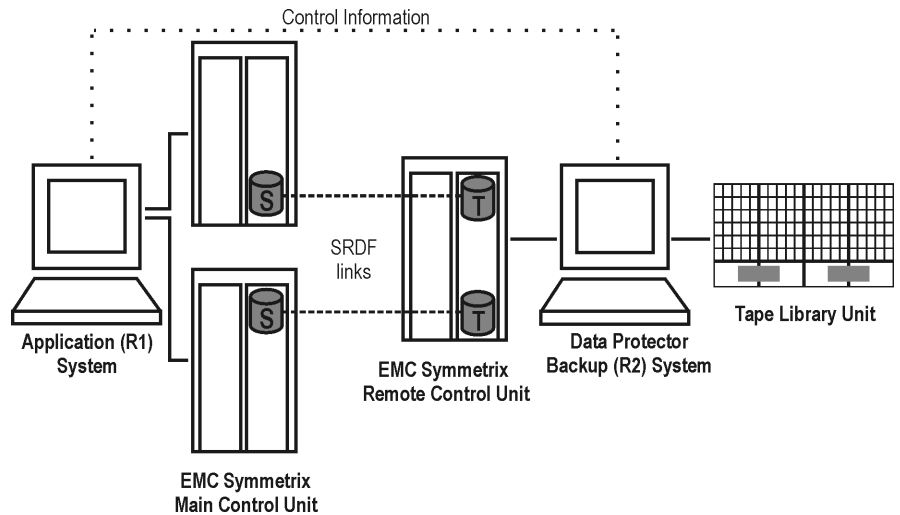 Control Information
S
T
SRDF
links
S
T
Application (R1)
System
EMC Symmetrix
Main Control Unit
EMC Symmetrix
Remote Control Unit
Data Protector
Backup (R2) System
Tape Library Unit